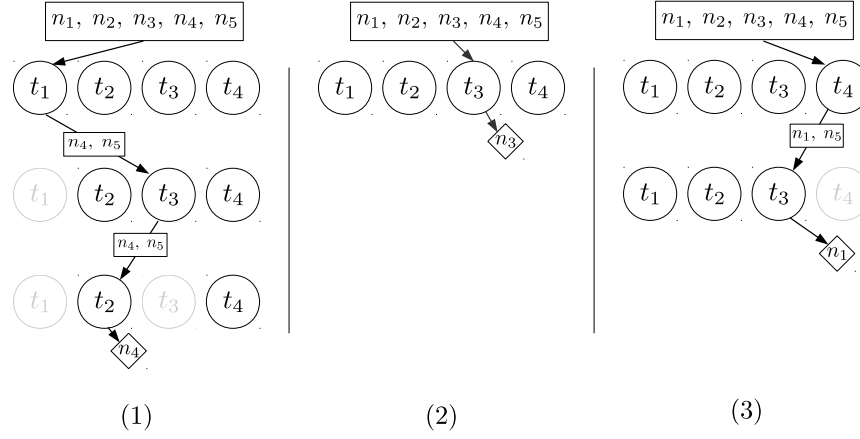 n₁, n₂, n₃, n₄, n₅
t₁ t₂ t₃ t₄
n₄, n₅
t₁ t₂ t₃ t₄
n₄, n₅
t₁ t₂ t₃ t₄
n₄
(1)
n₁, n₂, n₃, n₄, n₅
t₁ t₂ t₃ t₄
n₃
(2)
n₁, n₂, n₃, n₄, n₅
t₁ t₂ t₃ t₄
n₁, n₅
t₁ t₂ t₃ t₄
n₁
(3)